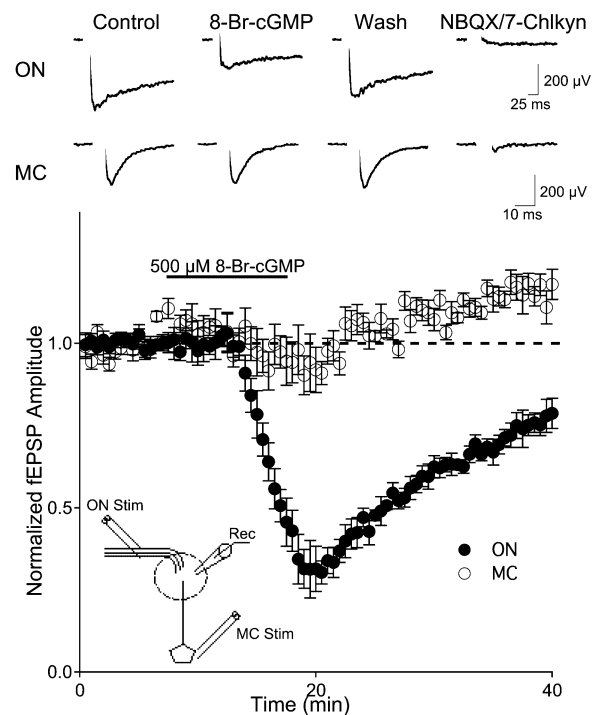 Control 8-Br-cGMP Wash NBQX/7-Chlkyn
ON
200 µV
25 ms
MC
200 µV
10 ms
500 µM 8-Br-cGMP
1.0
Normalized fEPSP Amplitude
0.5
ON Stim
Rec
ON
MC
MC Stim
0.0
0 20 40
Time (min)